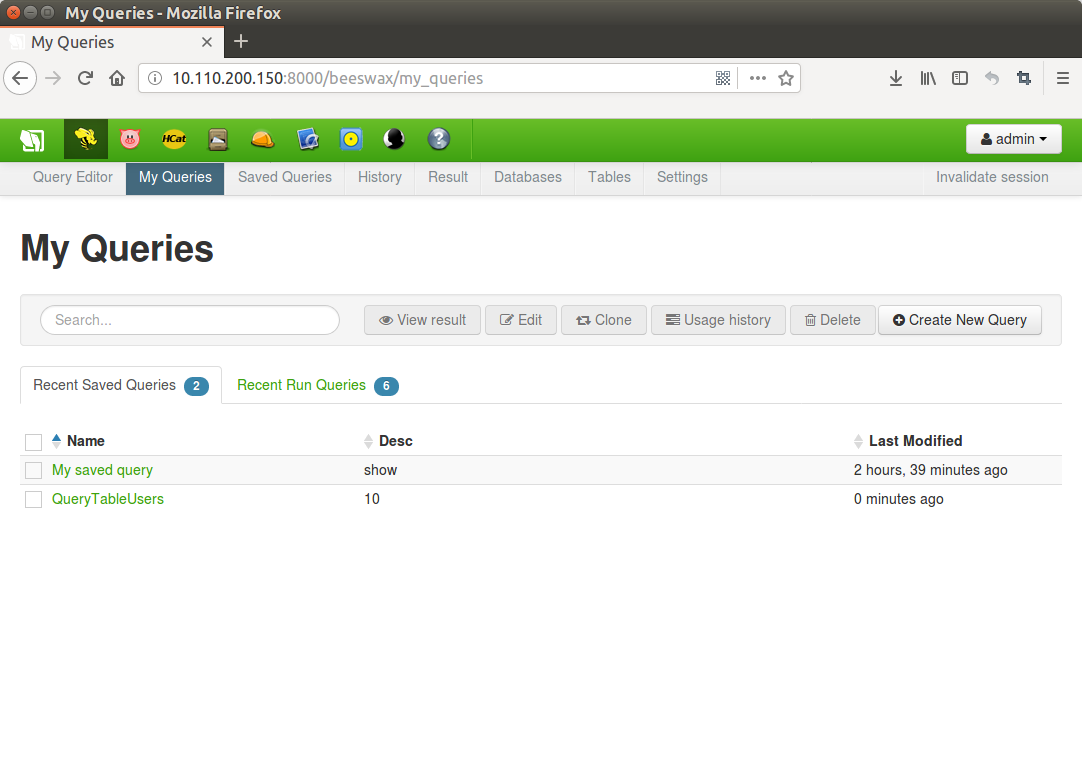 My Queries - Mozilla Firefox
My Queries
10.110.200.150:8000/beeswax/my_queries
HCat
admin
Query Editor My Queries Saved Queries History Result Databases Tables Settings Invalidate session
My Queries
Search... View result Edit Clone Usage history Delete Create New Query
Recent Saved Queries 2 Recent Run Queries 6
Name Desc Last Modified
My saved query show 2 hours, 39 minutes ago
QueryTableUsers 10 0 minutes ago